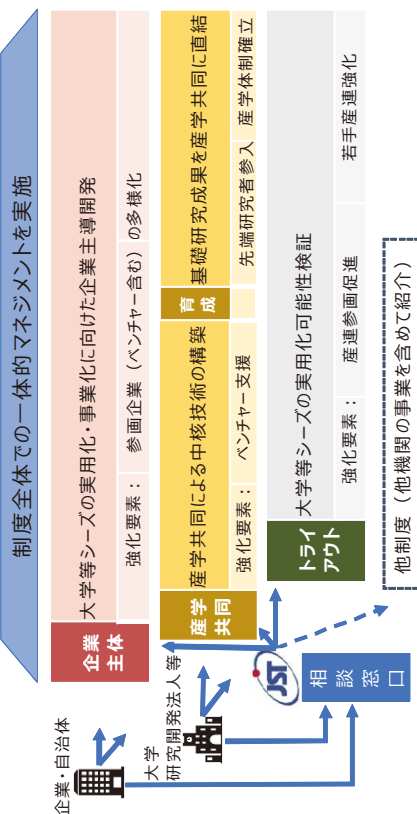 制度全体での一体的マネジメントを実施
企業・自治体
大学
研究開発法人等
JST
相談窓口
企業
主体
大学等シーズの実用化・事業化に向けた企業主導開発
強化要素： 参画企業（ベンチャー含む）の多様化
産学
共同
産学共同による中核技術の構築
強化要素： ベンチャー支援
育成
基礎研究成果を産学共同に直結
先端研究者参入 産学体制確立
トライ
アウト
大学等シーズの実用化可能性検証
強化要素： 産連参画促進 若手産連強化
他制度（他機関の事業を含めて紹介）